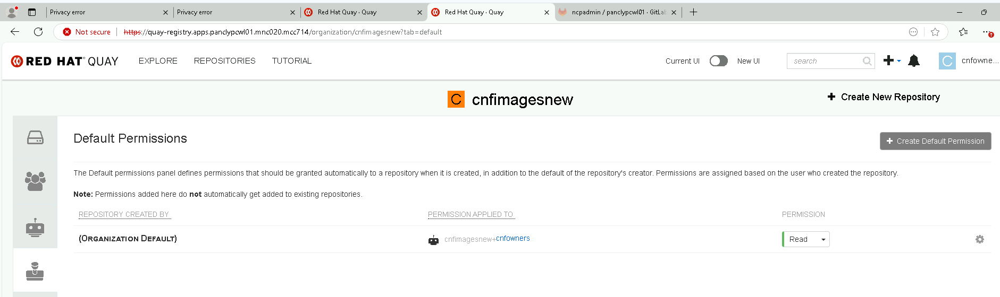 Privacy error
Privacy error
Red Hat Quay · Quay
Red Hat Quay · Quay
ncpadmin / panclypcwl01 · GitLab
Not secure
https://quay-registry.apps.panclypcwl01.mnc020.mcc714/organization/cnfimagesnew?tab=default
RED HAT® QUAY
EXPLORE
REPOSITORIES
TUTORIAL
Current UI
New UI
search
C
cnfowne...
C cnfimagesnew
Create New Repository
Default Permissions
Create Default Permission
The Default permissions panel defines permissions that should be granted automatically to a repository when it is created, in addition to the default of the repository's creator. Permissions are assigned based on the user who created the repository.
Note: Permissions added here do not automatically get added to existing repositories.
REPOSITORY CREATED BY
PERMISSION APPLIED TO
PERMISSION
(ORGANIZATION DEFAULT)
cnfimagesnew+cnfowners
Read